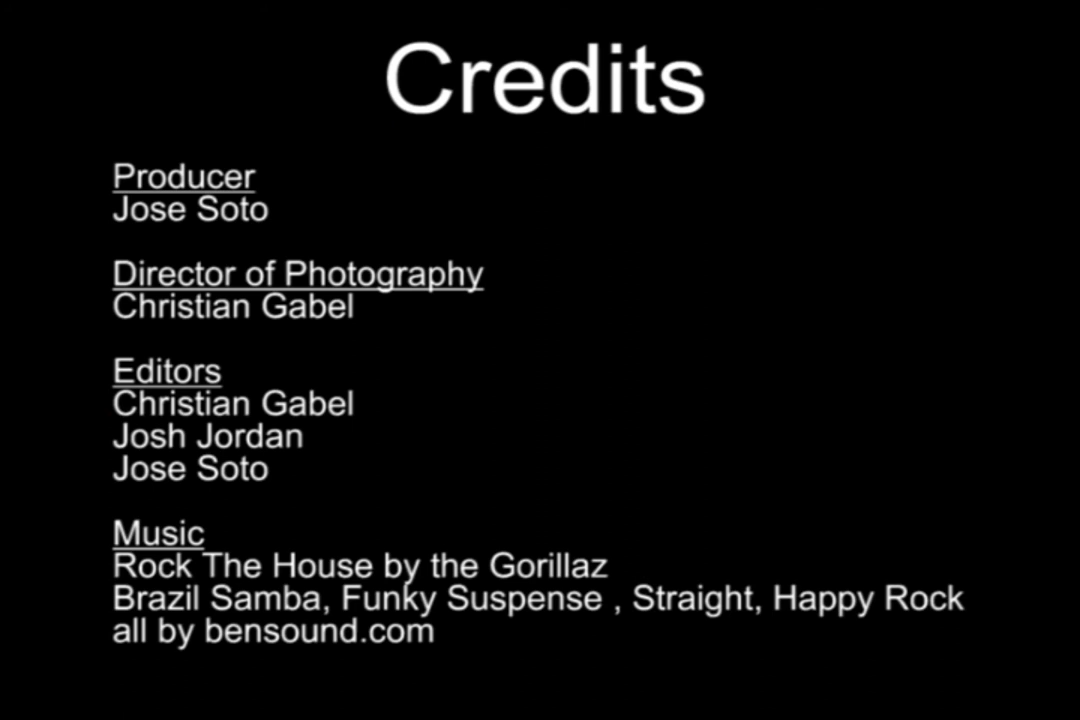 Credits
Producer
Jose Soto
Director of Photography
Christian Gabel
Editors
Christian Gabel
Josh Jordan
Jose Soto
Music
Rock The House by the Gorillaz
Brazil Samba, Funky Suspense , Straight, Happy Rock
all by bensound.com